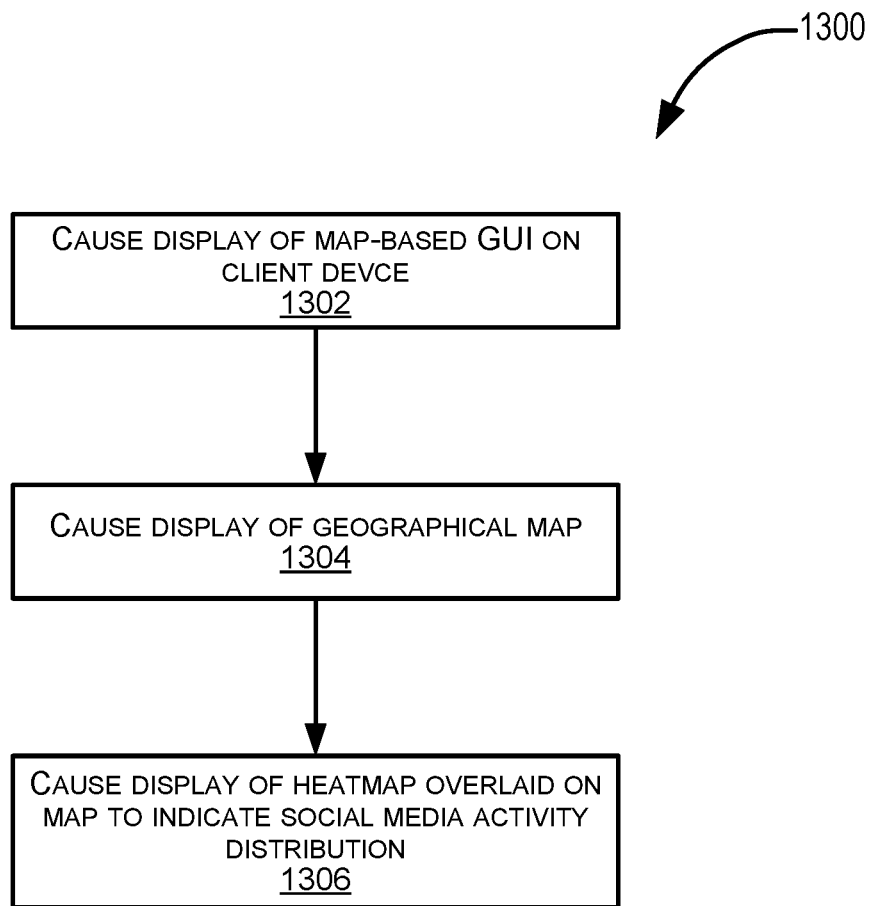 1300
CAUSE DISPLAY OF MAP-BASED GUI ON
CLIENT DEVCE
1302
CAUSE DISPLAY OF GEOGRAPHICAL MAP
1304
CAUSE DISPLAY OF HEATMAP OVERLAID ON
MAP TO INDICATE SOCIAL MEDIA ACTIVITY
DISTRIBUTION
1306